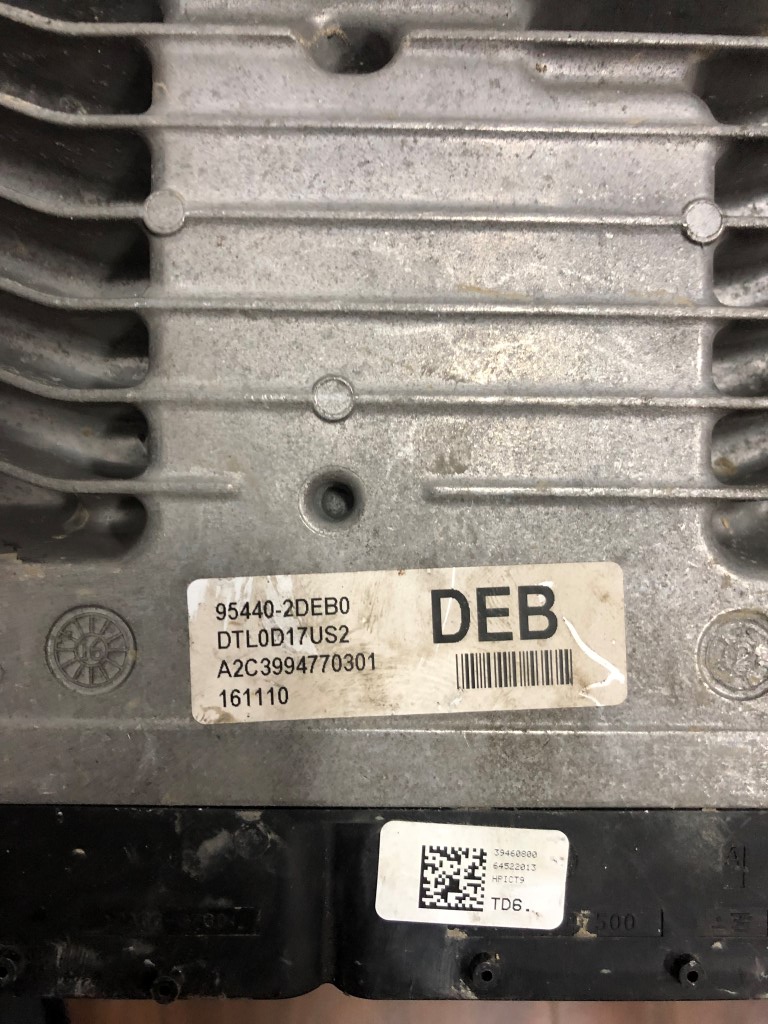 95440-2DEB0
DEB
DTL0D17US2
A2C3994770301
161110
39460800
64522013
HPICT9
TD6.